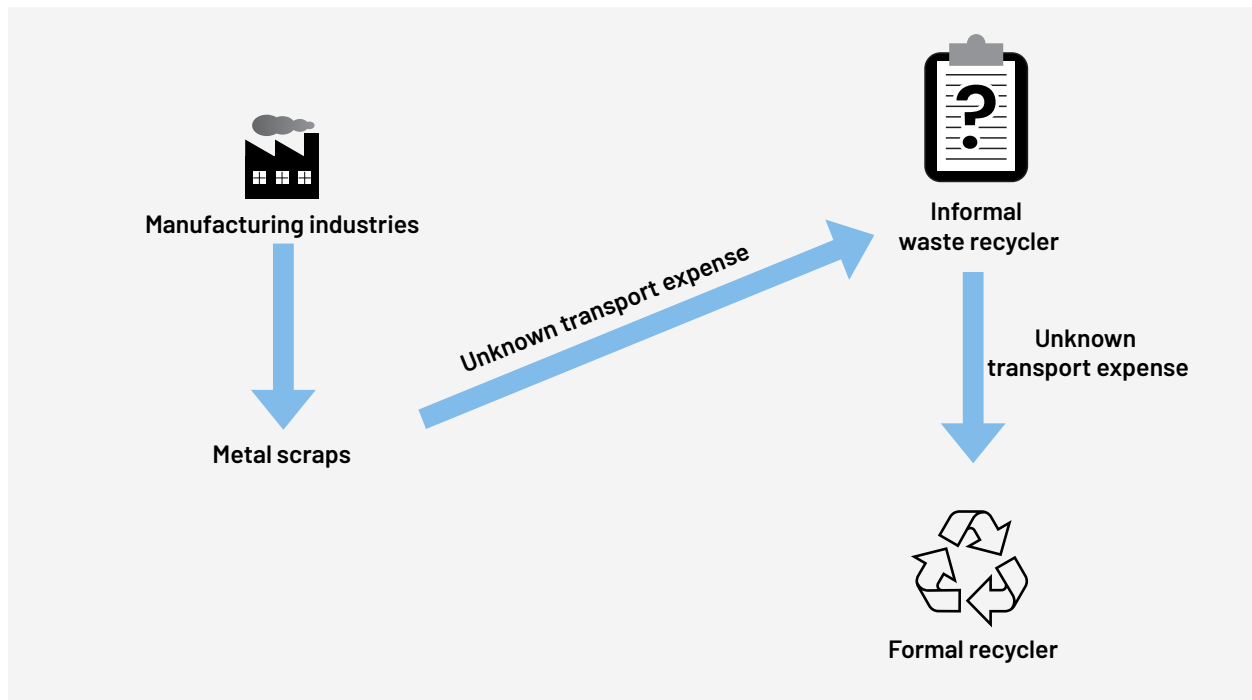 ?
Manufacturing industries
Informal
waste recycler
Unknown transport expense
Unknown
transport expense
Metal scraps
Formal recycler